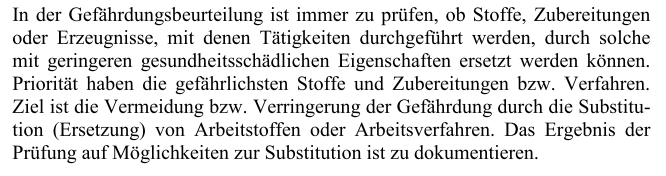 In der Gefährdungsbeurteilung ist immer zu prüfen, ob Stoffe, Zubereitungen
oder Erzeugnisse, mit denen Tätigkeiten durchgeführt werden, durch solche
mit geringeren gesundheitsschädlichen Eigenschaften ersetzt werden können.
Priorität haben die gefährlichsten Stoffe und Zubereitungen bzw. Verfahren.
Ziel ist die Vermeidung bzw. Verringerung der Gefährdung durch die Substitu-
tion (Ersetzung) von Arbeitstoffen oder Arbeitsverfahren. Das Ergebnis der
Prüfung auf Möglichkeiten zur Substitution ist zu dokumentieren.